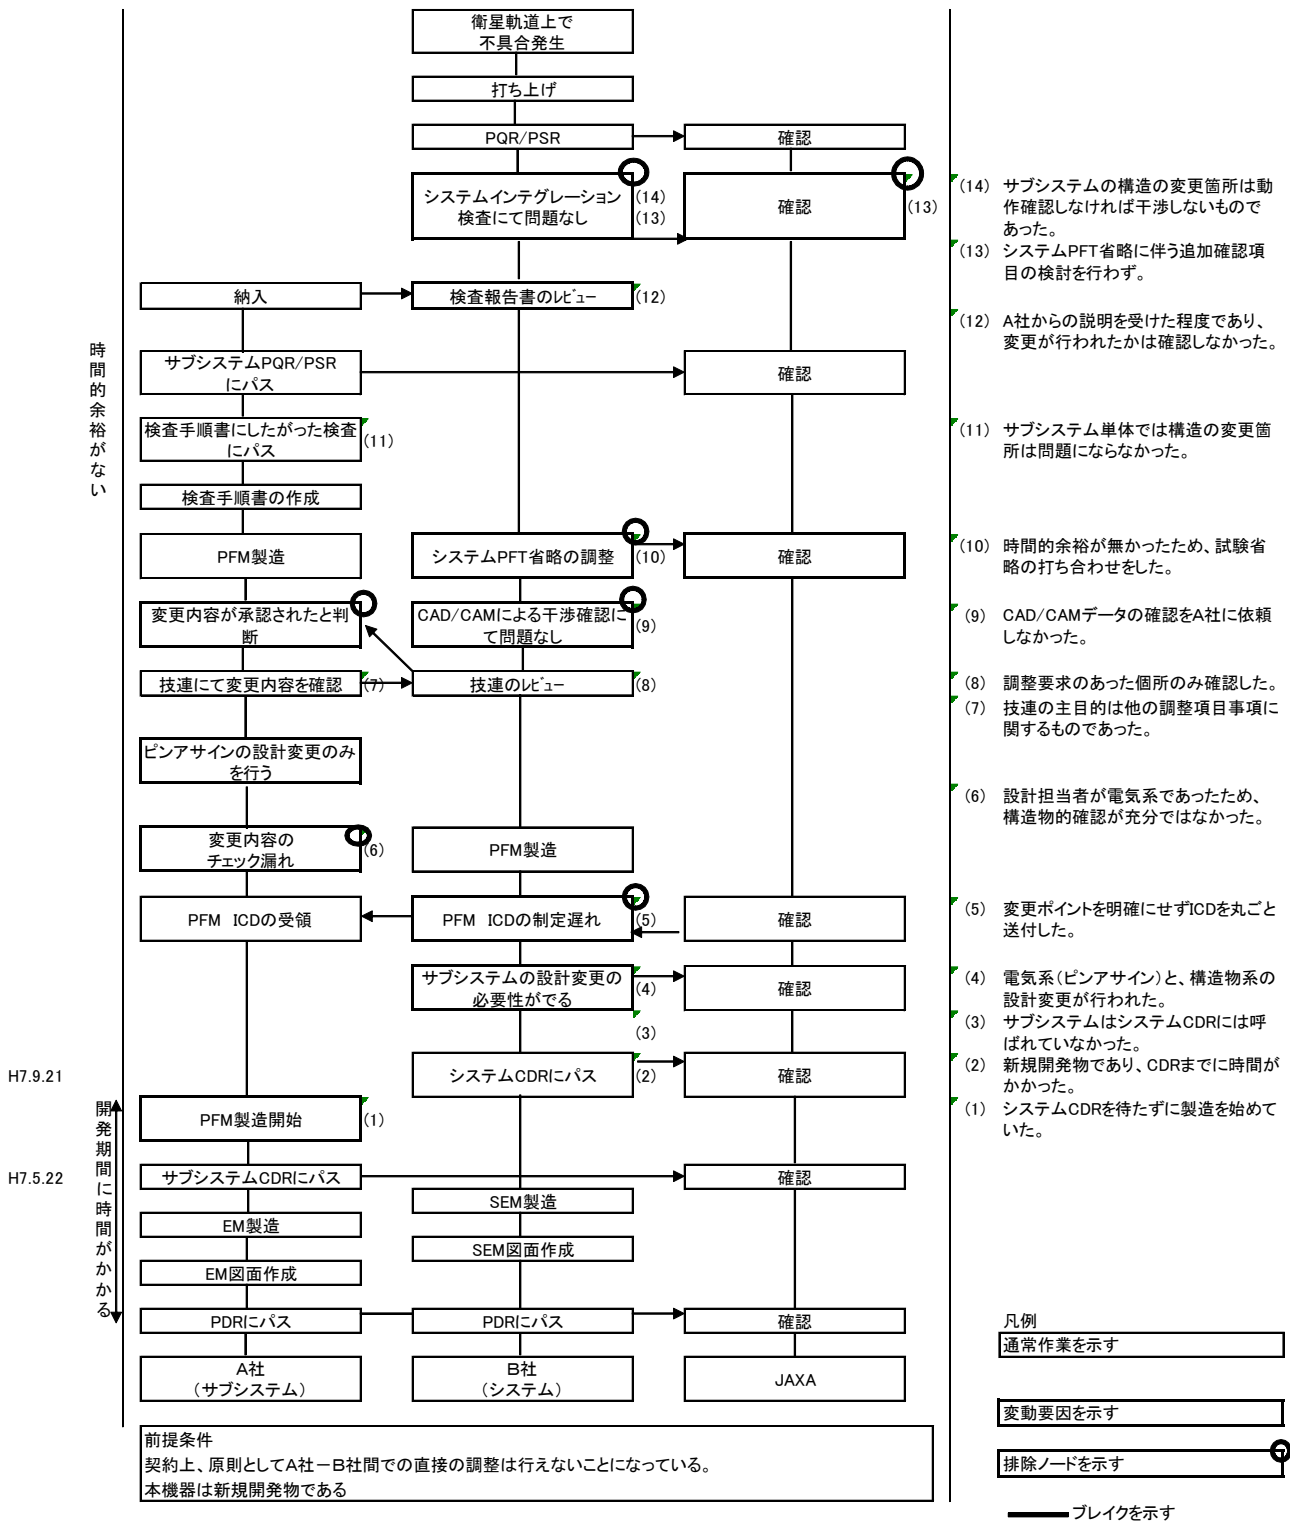 衛星軌道上で
不具合発生
打ち上げ
PQR/PSR
確認
システムインテグレーション
検査にて問題なし
(14)
(13)
確認
(13)
(14) サブシステムの構造の変更箇所は動
作確認しなければ干渉しないもので
あった。
(13) システムPFT省略に伴う追加確認項
目の検討を行わず。
納入
検査報告書のレビュー
(12)
(12) A社からの説明を受けた程度であり、
変更が行われたかは確認しなかった。
時間的余裕がない
サブシステムPQR/PSR
にパス
確認
検査手順書にしたがった検査
にパス
(11)
(11) サブシステム単体では構造の変更箇
所は問題にならなかった。
検査手順書の作成
PFM製造
システムPFT省略の調整
(10)
確認
(10) 時間的余裕が無かったため、試験省
略の打ち合わせをした。
変更内容が承認されたと判
断
CAD/CAMによる干渉確認に
て問題なし
(9)
(9) CAD/CAMデータの確認をA社に依頼
しなかった。
技連にて変更内容を確認
(7)
技連のレビュー
(8)
(8) 調整要求のあった個所のみ確認した。
(7) 技連の主目的は他の調整項目事項に
関するものであった。
ピンアサインの設計変更のみ
を行う
(6) 設計担当者が電気系であったため、
構造物的確認が充分ではなかった。
変更内容の
チェック漏れ
(6)
PFM製造
PFM ICDの受領
PFM ICDの制定遅れ
(5)
確認
(5) 変更ポイントを明確にせずICDを丸ごと
送付した。
サブシステムの設計変更の
必要性がでる
(4)
確認
(4) 電気系(ピンアサイン)と、構造物系の
設計変更が行われた。
(3)
(3) サブシステムはシステムCDRには呼
ばれていなかった。
H7.9.21
システムCDRにパス
(2)
確認
(2) 新規開発物であり、CDRまでに時間が
かかった。
開発期間に時間がかかる
PFM製造開始
(1)
(1) システムCDRを待たずに製造を始めて
いた。
H7.5.22
サブシステムCDRにパス
確認
SEM製造
EM製造
SEM図面作成
EM図面作成
PDRにパス
PDRにパス
確認
A社
(サブシステム)
B社
(システム)
JAXA
前提条件
契約上、原則としてA社－B社間での直接の調整は行えないことになっている。
本機器は新規開発物である
凡例
通常作業を示す
変動要因を示す
排除ノードを示す
ブレイクを示す